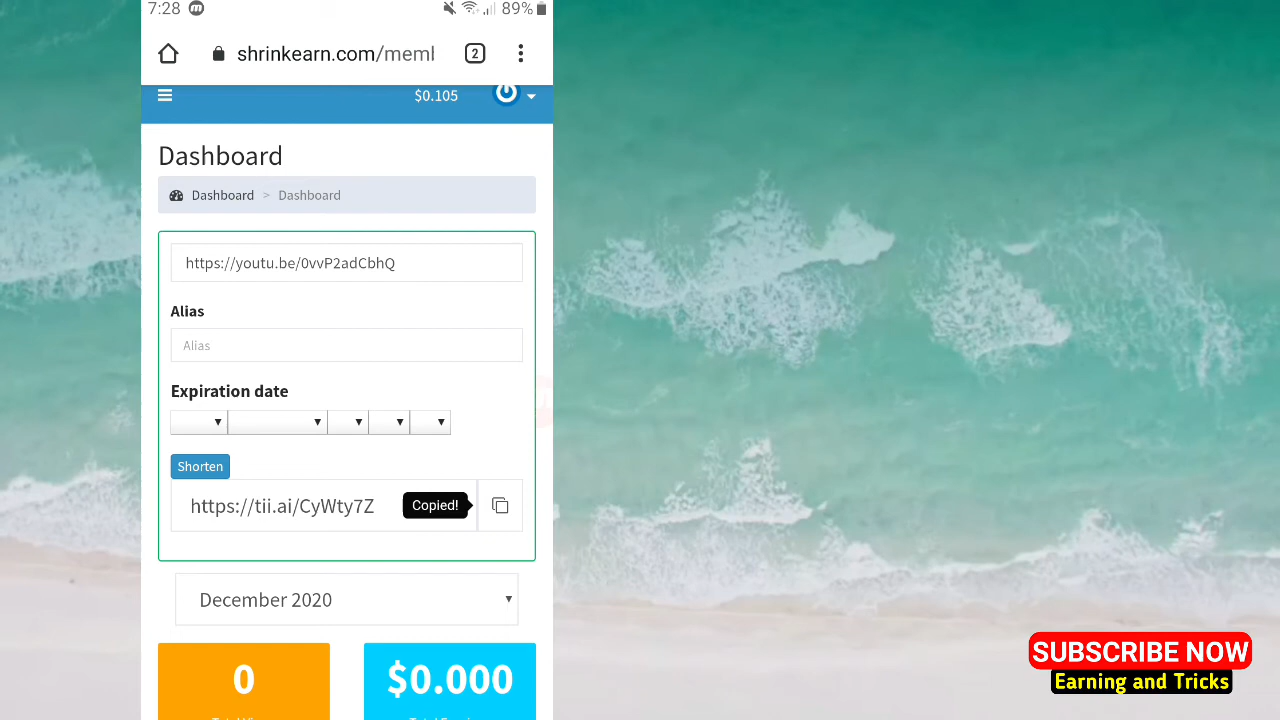 7:28 89%
shrinkearn.com/meml 2
$0.105
Dashboard
Dashboard > Dashboard
https://youtu.be/0vvP2adCbhQ
Alias
Alias
Expiration date
Shorten
https://tii.ai/CyWty7Z Copied!
December 2020
0 $0.000
SUBSCRIBE NOW
Earning and Tricks